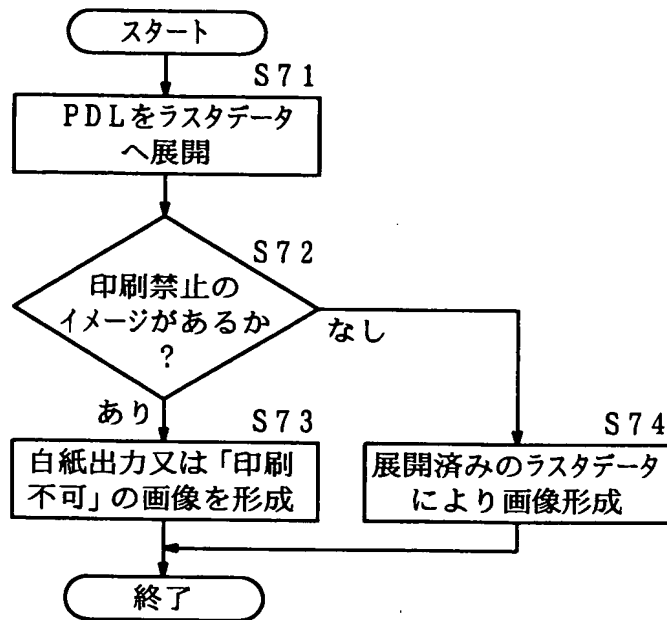 スタート
S71
PDLをラスタデータ
へ展開
S72
印刷禁止の
イメージがあるか
?
なし
あり
S73
白紙出力又は「印刷
不可」の画像を形成
S74
展開済みのラスタデータ
により画像形成
終了